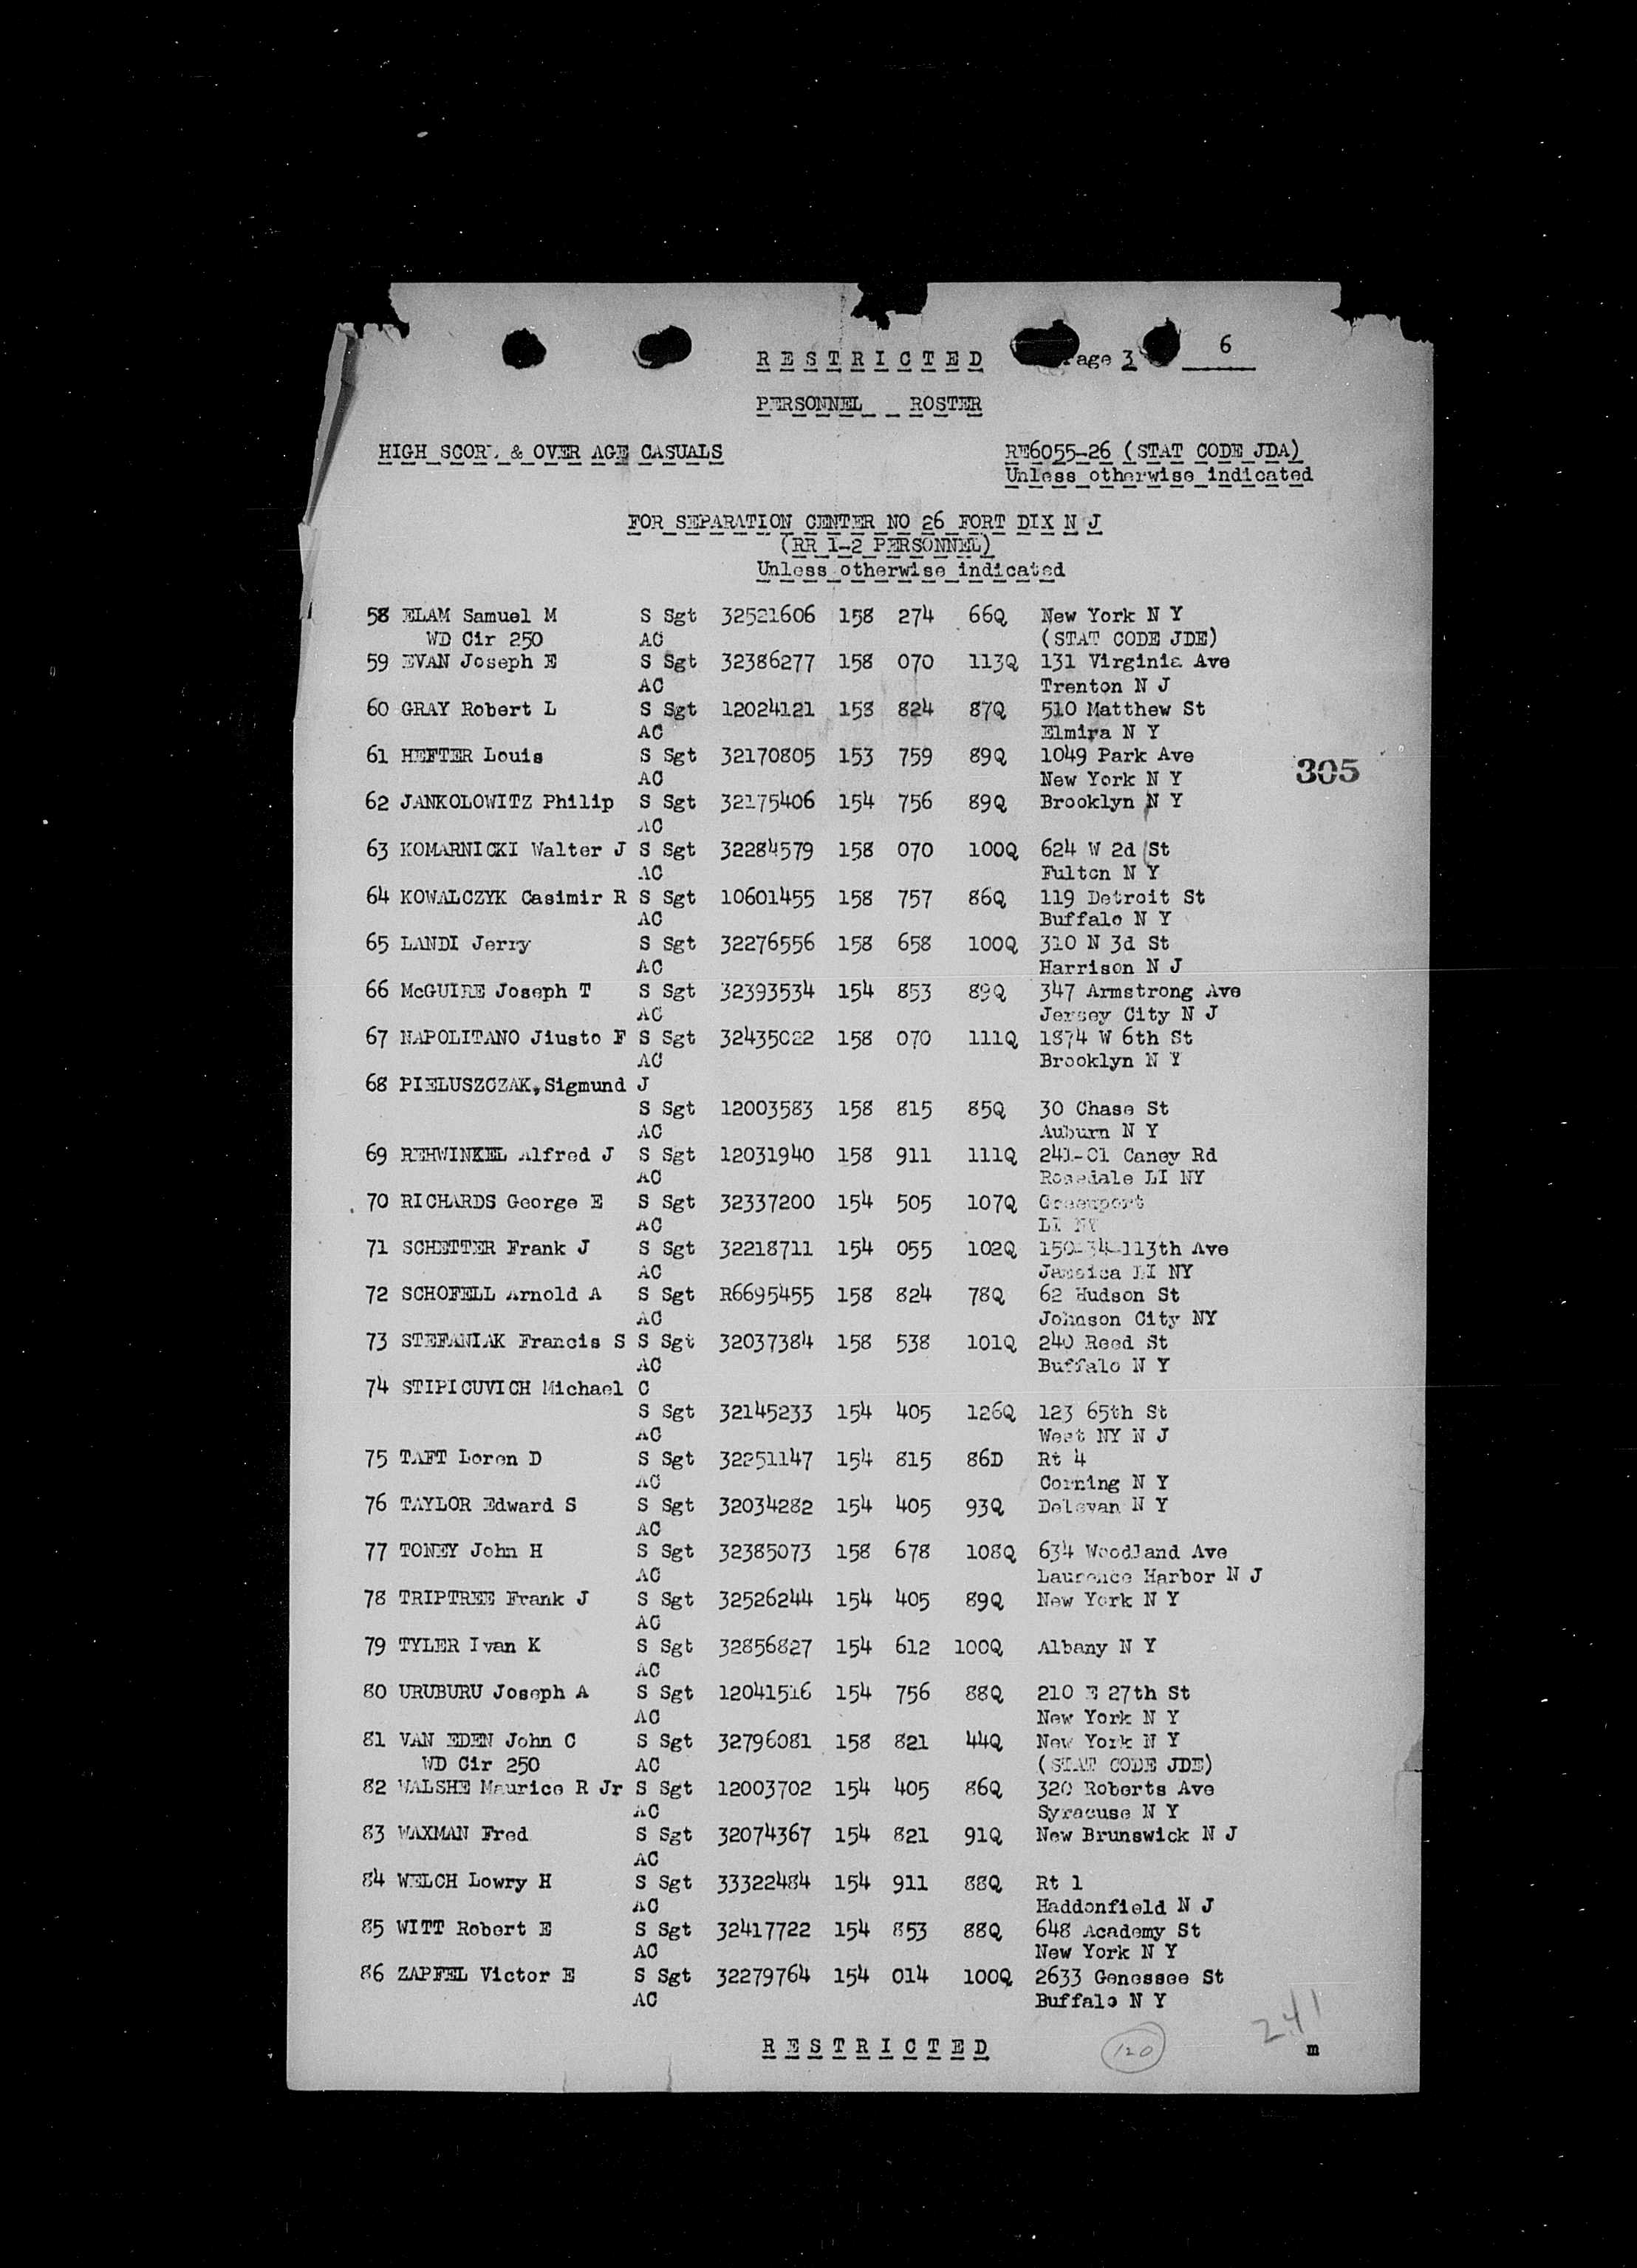 R E S T R I C T E D Page 3 6
PERSONNEL ROSTER
HIGH SCORE & OVER AGE CASUALS RE6055-26 (STAT CODE JDA)
Unless otherwise indicated
FOR SEPARATION CENTER NO 26 FORT DIX N J
(RR 1-2 PERSONNEL)
Unless otherwise indicated
58 ELAM Samuel M S Sgt 32521606 158 274 66Q New York N Y
WD Cir 250 AC (STAT CODE JDE)
59 EVAN Joseph E S Sgt 32386277 158 070 113Q 131 Virginia Ave
AC Trenton N J
60 GRAY Robert L S Sgt 12024121 158 824 87Q 510 Matthew St
AC Elmira N Y
61 HEFTER Louis S Sgt 32170805 153 759 89Q 1049 Park Ave
305
AC New York N Y
62 JANKOLOWITZ Philip S Sgt 32175406 154 756 89Q Brooklyn N Y
AC
63 KOMARNICKI Walter J S Sgt 32284579 158 070 100Q 624 W 2d St
AC Fulton N Y
64 KOWALCZYK Casimir R S Sgt 10601455 158 757 86Q 119 Detroit St
AC Buffalo N Y
65 LANDI Jerry S Sgt 32276556 158 658 100Q 310 N 3d St
AC Harrison N J
66 McGUIRE Joseph T S Sgt 32393534 154 853 89Q 347 Armstrong Ave
AC Jersey City N J
67 NAPOLITANO Jiusto F S Sgt 32435022 158 070 111Q 1874 W 6th St
AC Brooklyn N Y
68 PIELUSZCZAK, Sigmund J
S Sgt 12003583 158 815 85Q 30 Chase St
AC Auburn N Y
69 REHWINKEL Alfred J S Sgt 12031940 158 911 111Q 241-01 Caney Rd
AC Rosedale LI NY
70 RICHARDS George E S Sgt 32337200 154 505 107Q Greenport
AC LI NY
71 SCHETTER Frank J S Sgt 32218711 154 055 102Q 150-34-113th Ave
AC Jamaica LI NY
72 SCHOFELL Arnold A S Sgt R6695455 158 824 78Q 62 Hudson St
AC Johnson City NY
73 STEFANIAK Francis S S Sgt 32037384 158 538 101Q 240 Reed St
AC Buffalo N Y
74 STIPICUVICH Michael C
S Sgt 32145233 154 405 126Q 123 65th St
AC West NY N J
75 TAFT Loren D S Sgt 32251147 154 815 86D Rt 4
AC Corning N Y
76 TAYLOR Edward S S Sgt 32034282 154 405 93Q Delevan N Y
AC
77 TONEY John H S Sgt 32385073 158 678 108Q 634 Woodland Ave
AC Laurence Harbor N J
78 TRIPTREE Frank J S Sgt 32526244 154 405 89Q New York N Y
AC
79 TYLER Ivan K S Sgt 32856827 154 612 100Q Albany N Y
AC
80 URUBURU Joseph A S Sgt 12041516 154 756 88Q 210 E 27th St
AC New York N Y
81 VAN EDEN John C S Sgt 32796081 158 821 44Q New York N Y
WD Cir 250 AC (STAT CODE JDE)
82 WALSHE Maurice R Jr S Sgt 12003702 154 405 86Q 320 Roberts Ave
AC Syracuse N Y
83 WAXMAN Fred S Sgt 32074367 154 821 91Q New Brunswick N J
AC
84 WELCH Lowry H S Sgt 33322484 154 911 88Q Rt 1
AC Haddonfield N J
85 WITT Robert E S Sgt 32417722 154 853 88Q 648 Academy St
AC New York N Y
86 ZAPFEL Victor E S Sgt 32279764 154 014 100Q 2633 Genessee St
AC Buffalo N Y
241
R E S T R I C T E D 120 m